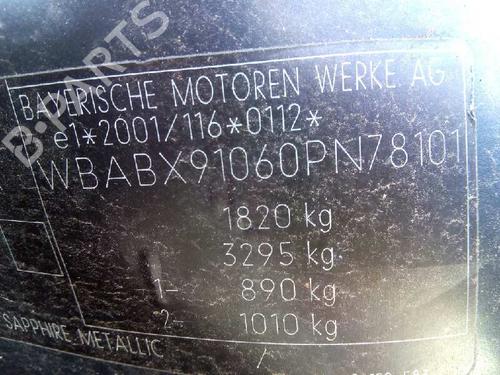 B-PARTS
BAYERISCHE MOTOREN WERKE AG
e1*2001/116*0112*
WBABX91060PN78101
1820 kg
3295 kg
1- 890 kg
2- 1010 kg
SAPPHIRE METALLIC